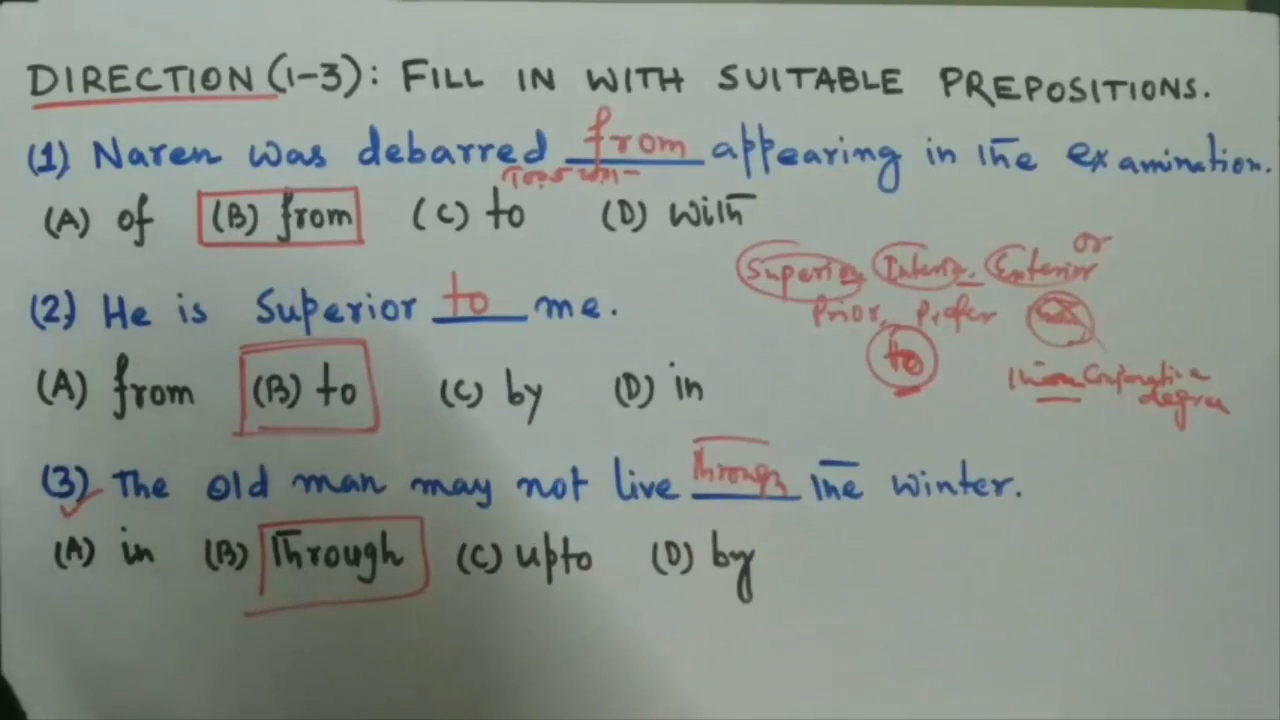 DIRECTION (1-3): FILL IN WITH SUITABLE PREPOSITIONS.
(1) Naren was debarred from appearing in the examination.
(A) of (B) from (C) to (D) with
(2) He is Superior to me.
(A) from (B) to (C) by (D) in
Superior, Interior, Exterior or
Prior, Prefer
to
Comparative
degree
(3) The old man may not live through the winter.
(A) in (B) Through (C) upto (D) by